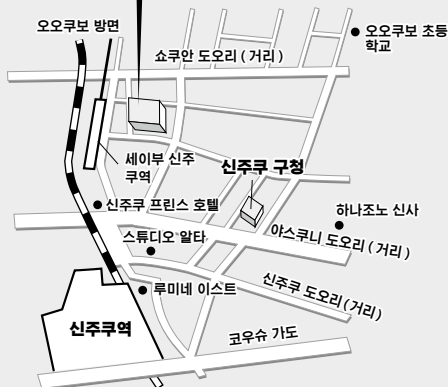 오오쿠보 방면
오오쿠보 초등
학교
쇼쿠안 도오리 ( 거리 )
세이부 신주
쿠역
신주쿠 구청
신주쿠 프린스 호텔
하나조노 신사
스튜디오 알타
야스쿠니 도오리 ( 거리 )
루미네 이스트
신주쿠 도오리 ( 거리 )
신주쿠역
코우슈 가도